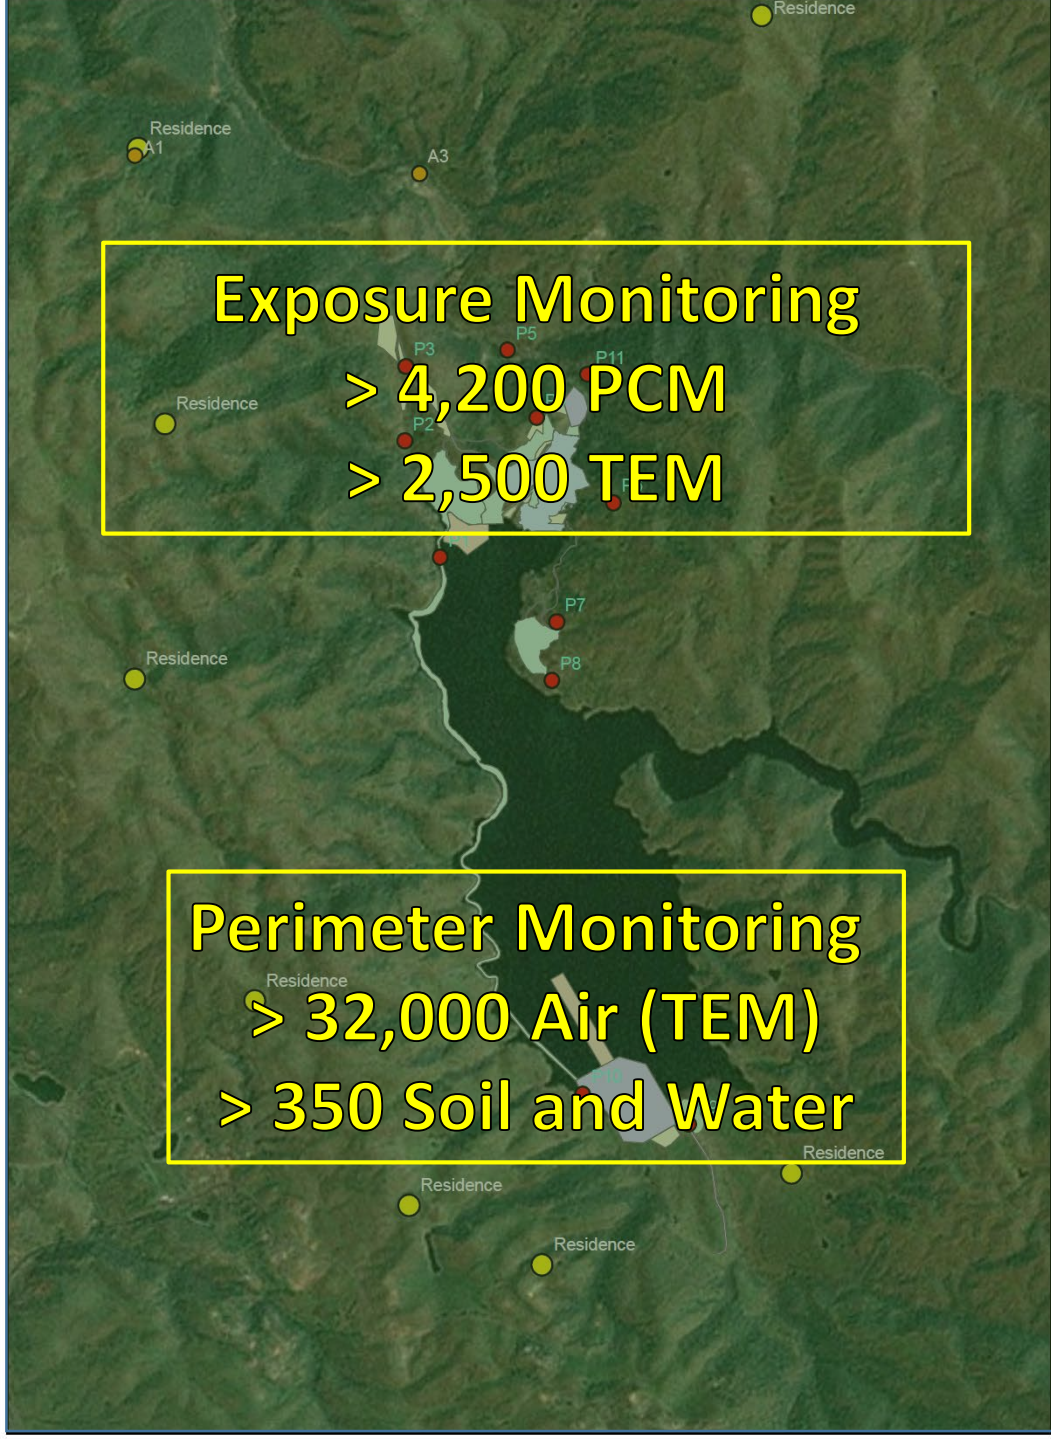 Residence
Residence
A1
A3
Exposure Monitoring
P5
P3
P11
> 4,200 PCM
Residence
P2
> 2,500 TEM
P7
Residence
P8
Perimeter Monitoring
Residence
> 32,000 Air (TEM)
P10
> 350 Soil and Water
Residence
Residence
Residence